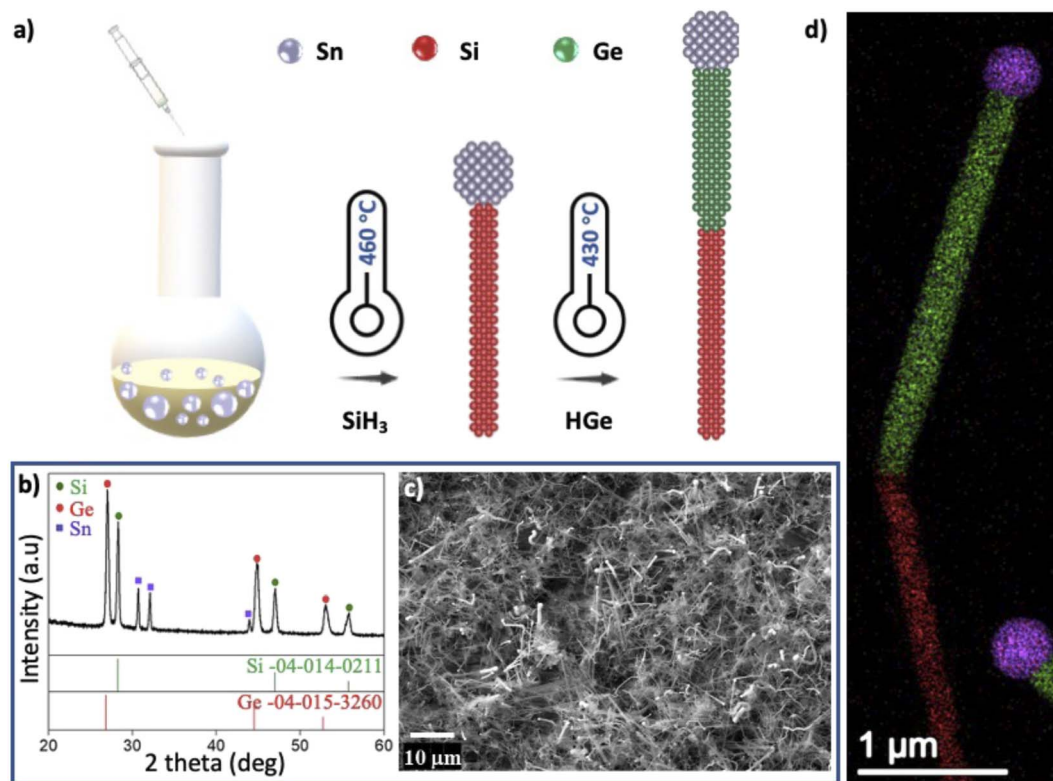 a)
Sn
Si
Ge
d)
460 °C
430 °C
SiH₃
HGe
b)
Si
Ge
Sn
Intensity (a.u)
Si -04-014-0211
Ge -04-015-3260
20 30 40 50 60
2 theta (deg)
c)
10 µm
1 µm